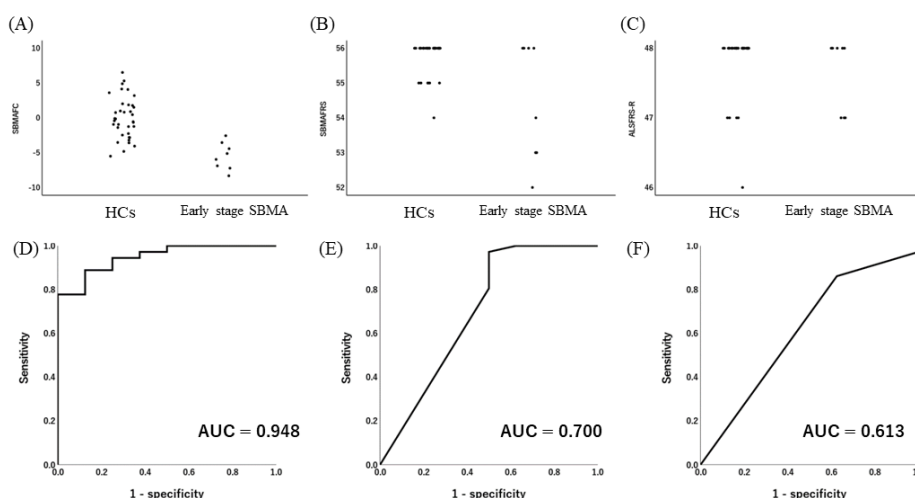 (A)
10
5
0
-5
-10
SBMAFC
HCs
Early stage SBMA
(B)
56
55
54
53
52
SBMAFRS
HCs
Early stage SBMA
(C)
48
47
46
ALSFRS-R
HCs
Early stage SBMA
(D)
1.0
0.8
0.6
0.4
0.2
0.0
Sensitivity
AUC = 0.948
0.0 0.2 0.4 0.6 0.8 1.0
1 - specificity
(E)
1.0
0.8
0.6
0.4
0.2
0.0
Sensitivity
AUC = 0.700
0.0 0.2 0.4 0.6 0.8 1.0
1 - specificity
(F)
1.0
0.8
0.6
0.4
0.2
0.0
Sensitivity
AUC = 0.613
0.0 0.2 0.4 0.6 0.8 1.0
1 - specificity